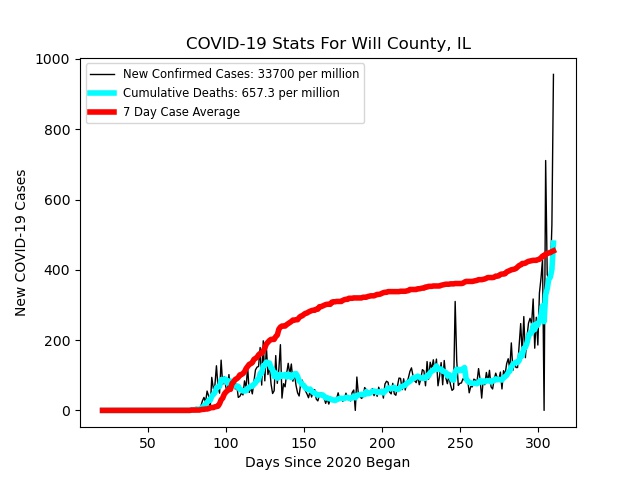 COVID-19 Stats For Will County, IL
New Confirmed Cases: 33700 per million
Cumulative Deaths: 657.3 per million
7 Day Case Average
New COVID-19 Cases
1000
800
600
400
200
0
50 100 150 200 250 300
Days Since 2020 Began